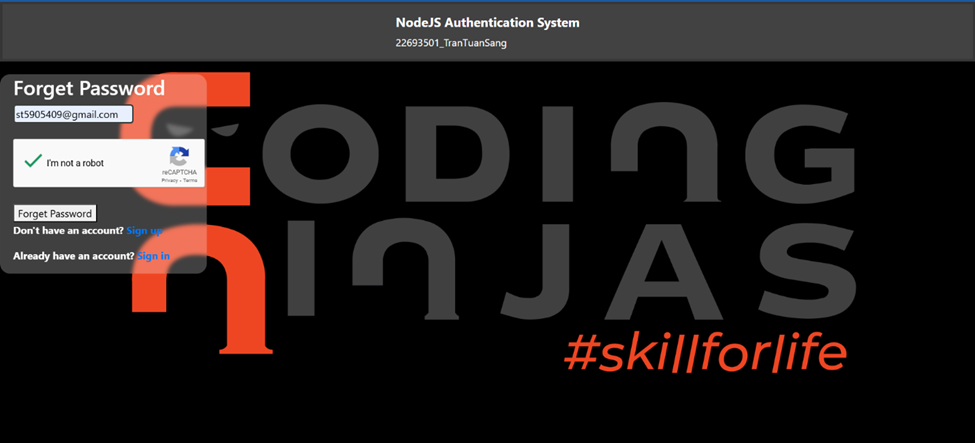 NodeJS Authentication System
22693501_TranTuanSang
Forget Password
st5905409@gmail.com
I'm not a robot
reCAPTCHA
Privacy - Terms
Forget Password
Don't have an account? Sign up
Already have an account? Sign in
CODING
NINJAS
#skillforlife